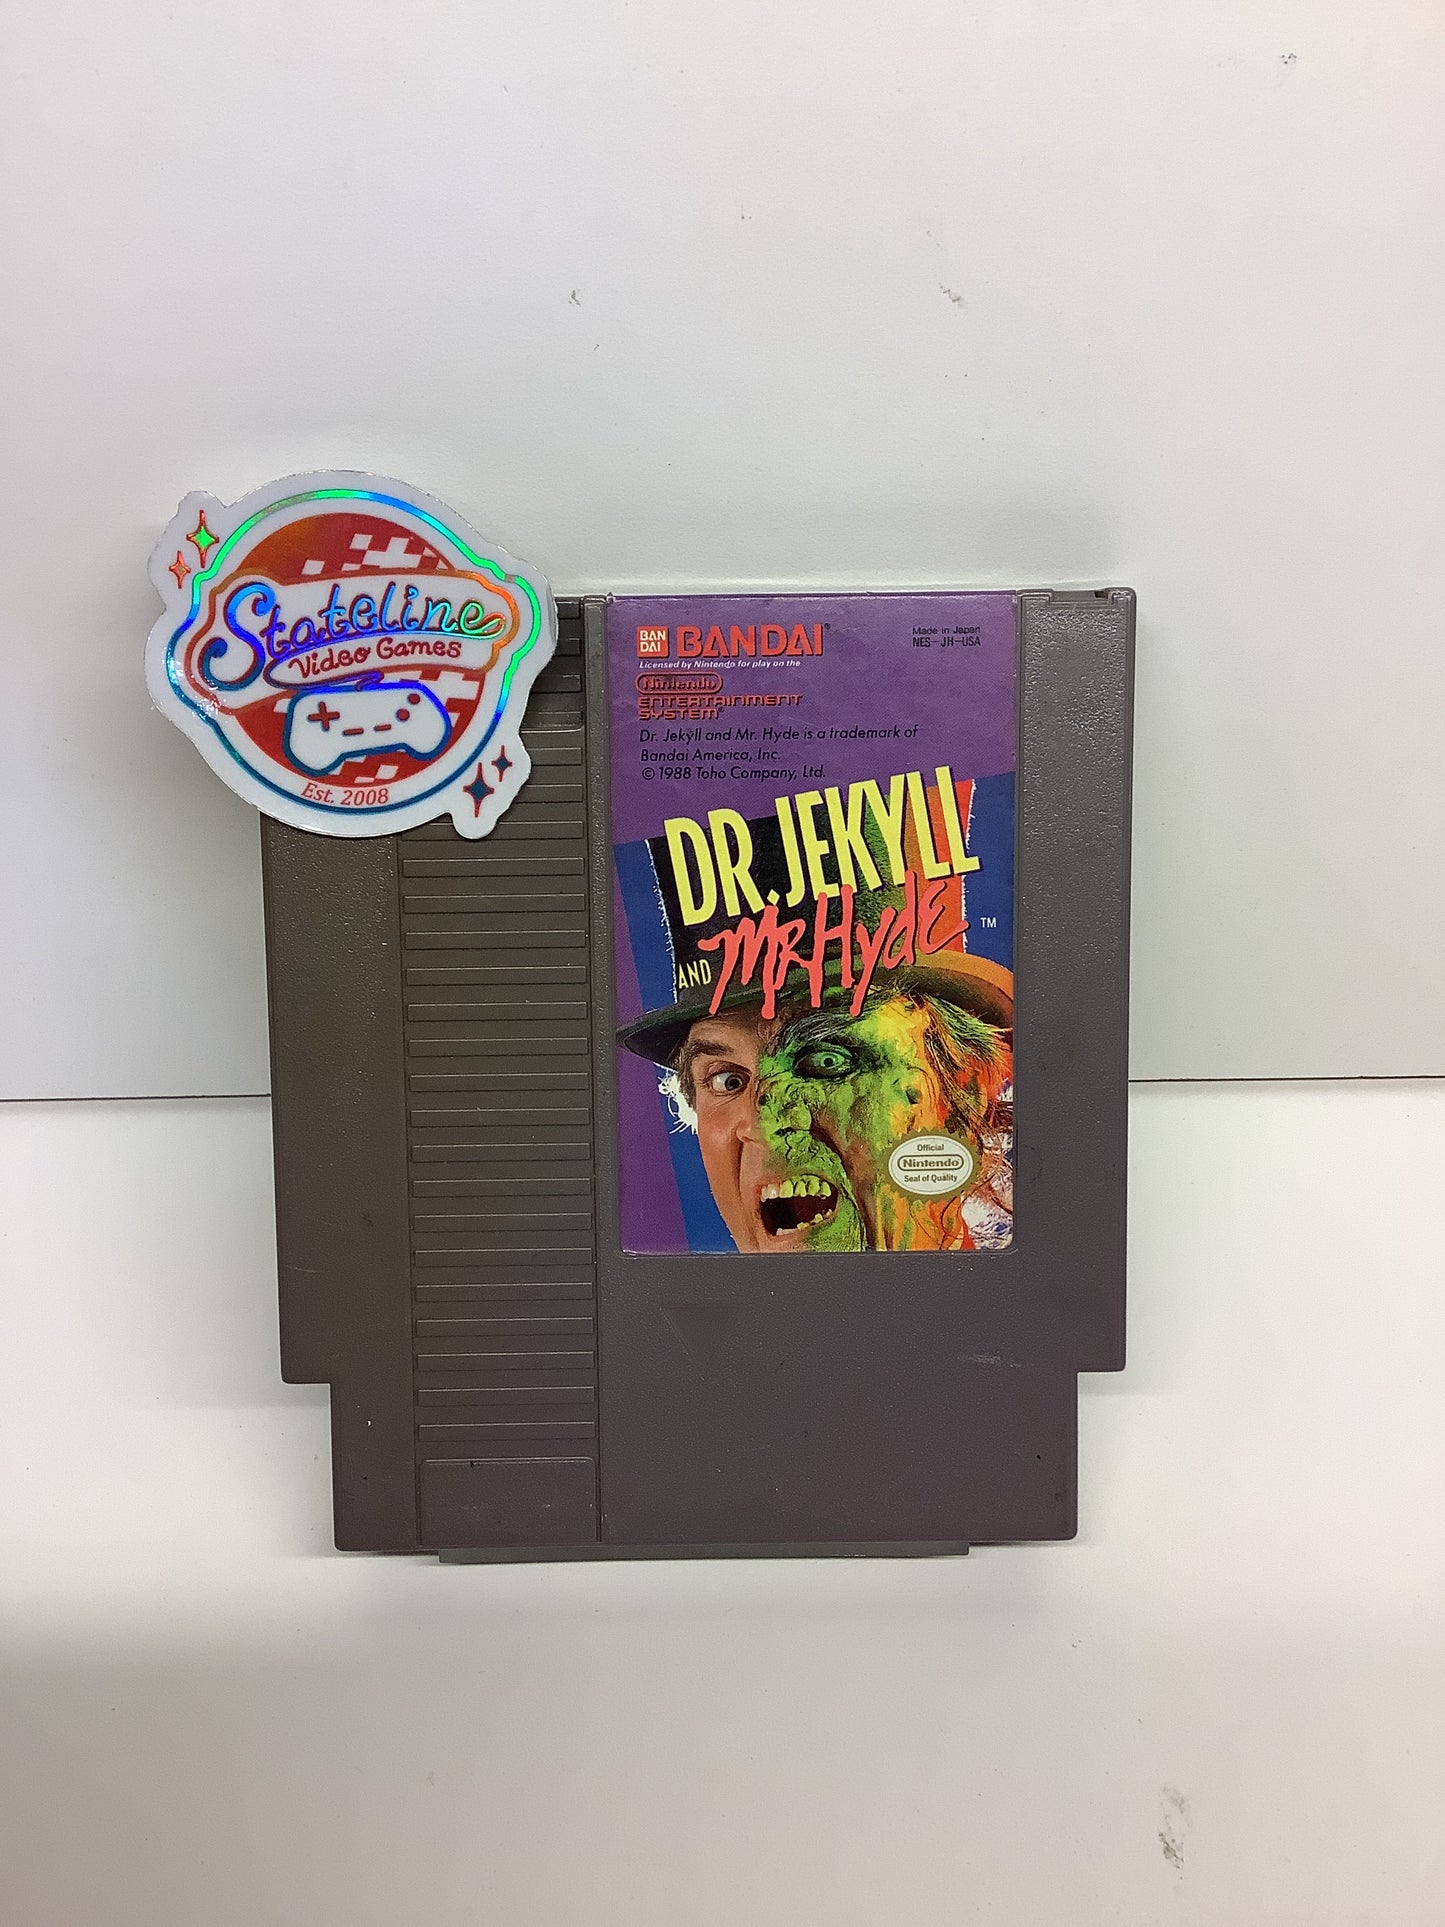 Stateline
Video Games
Est. 2008
BAN
DAI
BANDAI®
Licensed by Nintendo for play on the
Nintendo
ENTERTAINMENT
SYSTEM®
Made in Japan
NES-JH-USA
Dr. Jekyll and Mr. Hyde is a trademark of
Bandai America, Inc.
© 1988 Toho Company, Ltd.
DR. JEKYLL
AND MR HydE ™
Official
Nintendo
Seal of Quality